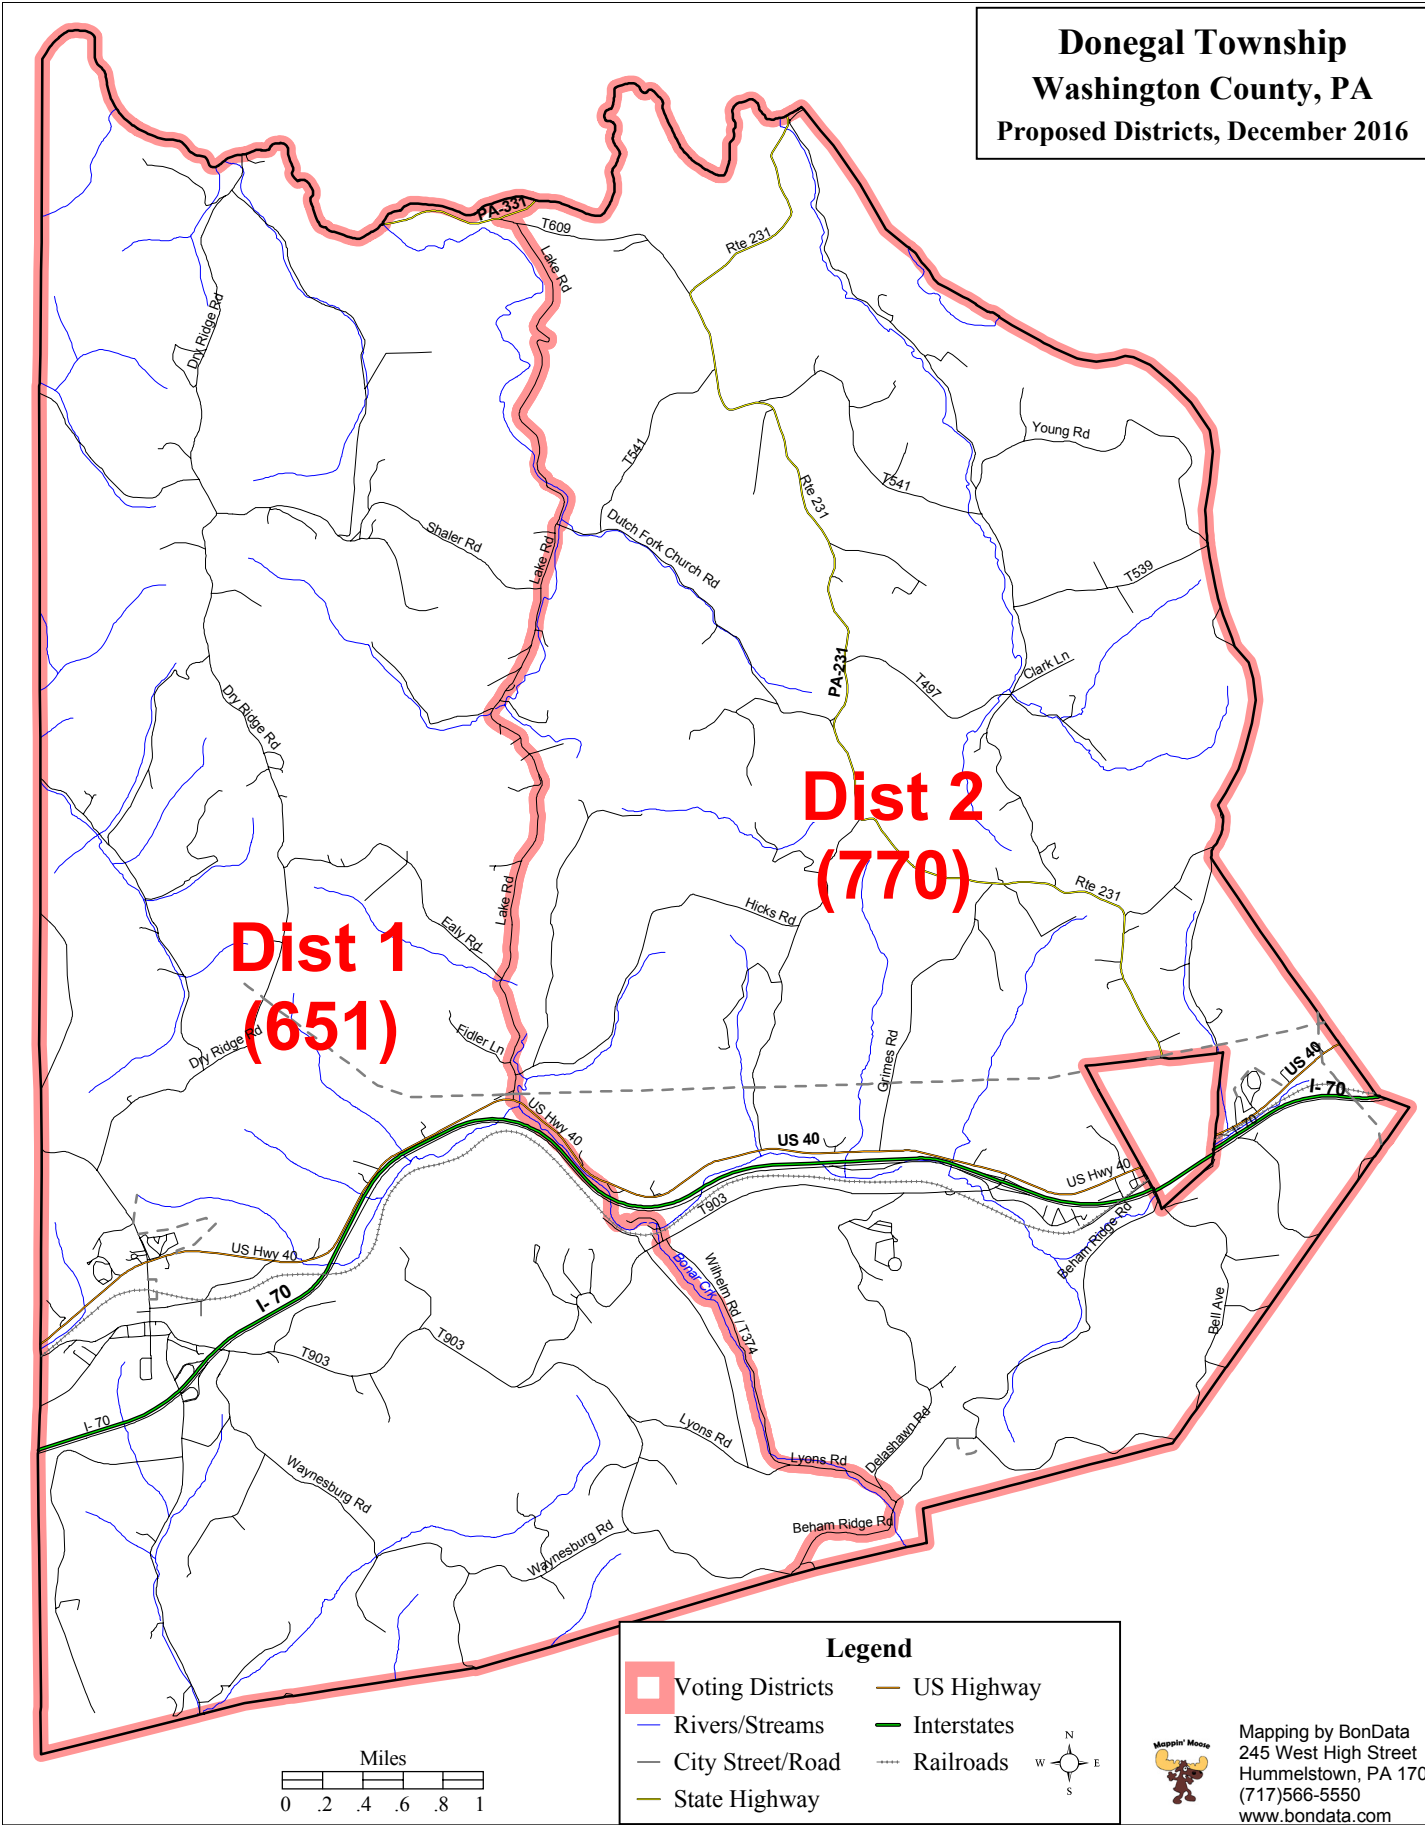 Donegal Township
Washington County, PA
Proposed Districts, December 2016
PA-331
T609
Lake Rd
Rte 231
Dry Ridge Rd
Young Rd
T541
T541
Rte 231
Shaler Rd
Dutch Fork Church Rd
Lake Rd
T539
Clark Ln
PA-231
T497
Dry Ridge Rd
Dist 2
(770)
Lake Rd
Rte 231
Hicks Rd
Ealy Rd
Dist 1
(651)
Dry Ridge Rd
Fidler Ln
Grimes Rd
US 40
I- 70
US Hwy 40
I- 70
US 40
US Hwy 40
T903
Beham Ridge Rd
US Hwy 40
Bonar Crk
Wilhelm Rd / T374
I- 70
Bell Ave
T903
T903
I- 70
Lyons Rd
Delashawn Rd
Lyons Rd
Waynesburg Rd
Beham Ridge Rd
Waynesburg Rd
Legend
Voting Districts
US Highway
Rivers/Streams
Interstates
City Street/Road
Railroads
State Highway
N
W E
S
Miles
0 .2 .4 .6 .8 1
Mappin' Moose
Mapping by BonData
245 West High Street
Hummelstown, PA 170
(717)566-5550
www.bondata.com